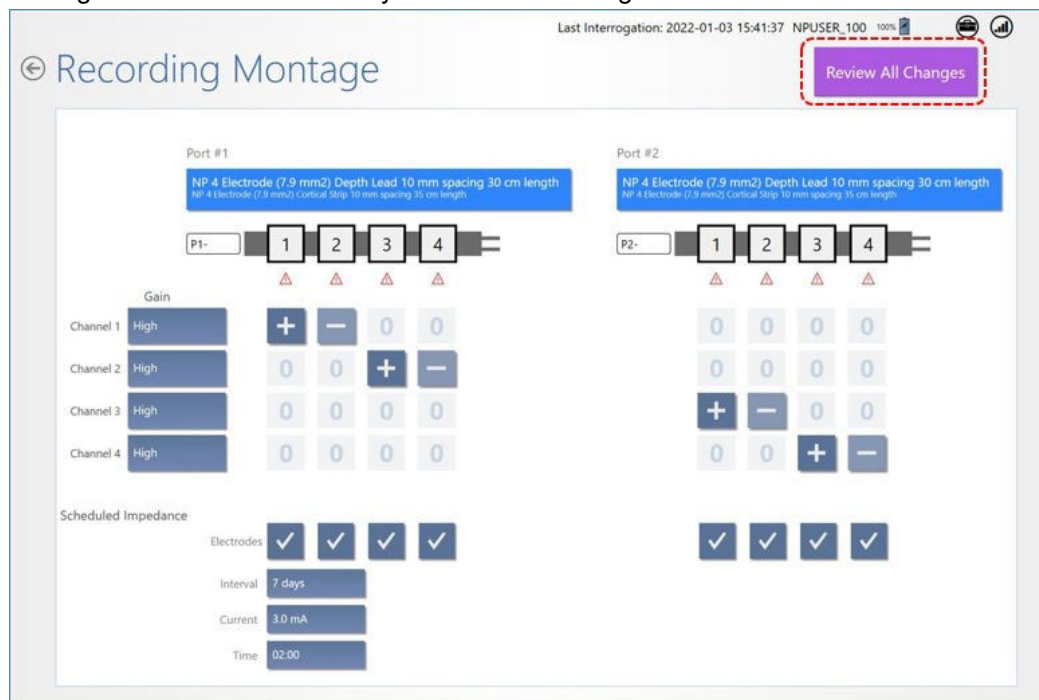 Last Interrogation: 2022-01-03 15:41:37 NPUSER_100 100%
Recording Montage
Review All Changes
Port #1
Port #2
NP 4 Electrode (7.9 mm2) Depth Lead 10 mm spacing 30 cm length
NP 4 Electrode (7.9 mm2) Cortical Strip 10 mm spacing 35 cm length
NP 4 Electrode (7.9 mm2) Depth Lead 10 mm spacing 30 cm length
NP 4 Electrode (7.9 mm2) Cortical Strip 10 mm spacing 35 cm length
P1- 1 2 3 4
P2- 1 2 3 4
Gain
Channel 1 High + − 0 0 0 0 0 0
Channel 2 High 0 0 + − 0 0 0 0
Channel 3 High 0 0 0 0 + − 0 0
Channel 4 High 0 0 0 0 0 0 + −
Scheduled Impedance
Electrodes
Interval 7 days
Current 3.0 mA
Time 02:00